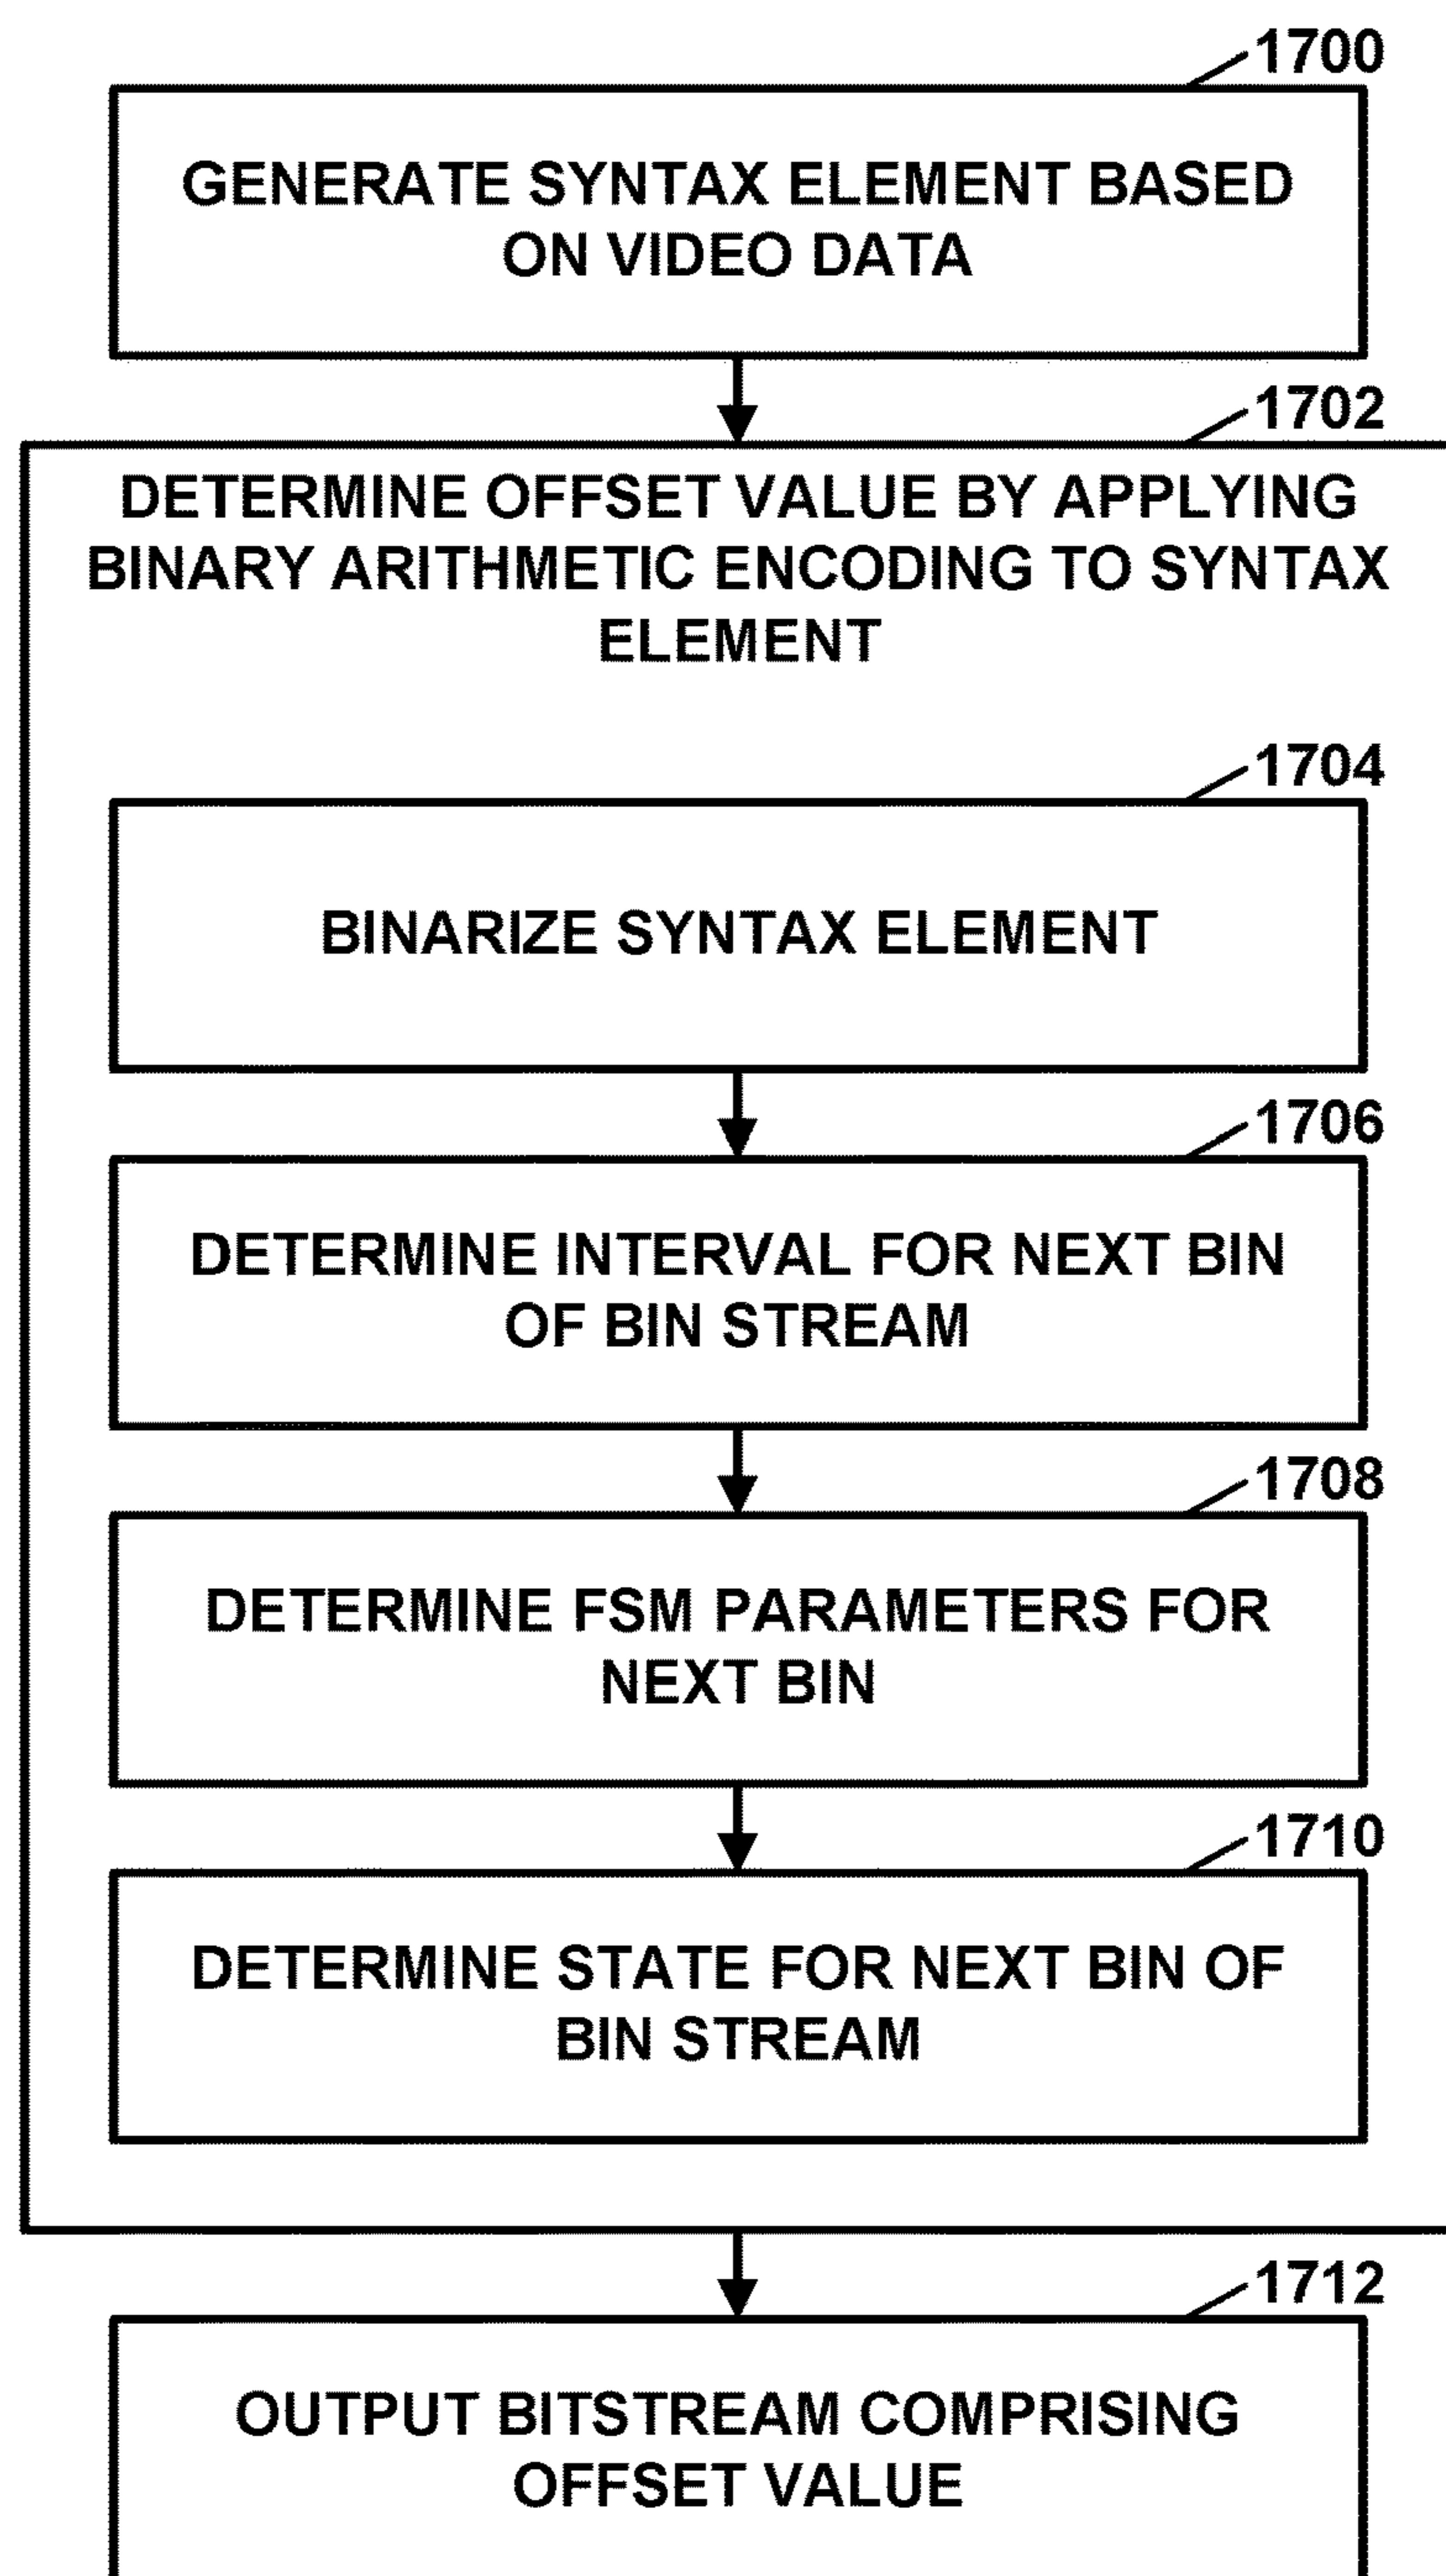 1700
GENERATE SYNTAX ELEMENT BASED
ON VIDEO DATA
1702
DETERMINE OFFSET VALUE BY APPLYING
BINARY ARITHMETIC ENCODING TO SYNTAX
ELEMENT
1704
BINARIZE SYNTAX ELEMENT
1706
DETERMINE INTERVAL FOR NEXT BIN
OF BIN STREAM
1708
DETERMINE FSM PARAMETERS FOR
NEXT BIN
1710
DETERMINE STATE FOR NEXT BIN OF
BIN STREAM
1712
OUTPUT BITSTREAM COMPRISING
OFFSET VALUE